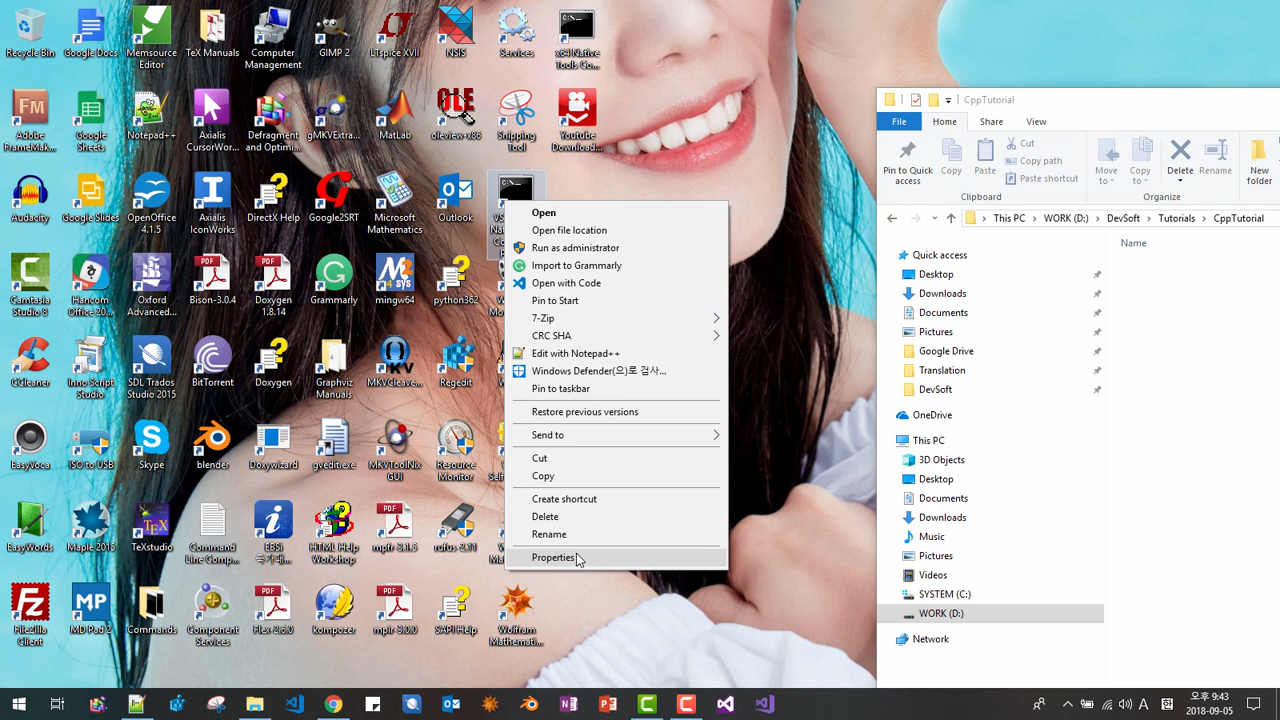 Recycle Bin
Google Docs
Memsource
Editor
TeX Manuals
Computer
Management
GIMP 2
LTspice XVII
NSIS
Services
x64 Native
Tools Co...
Adobe
FrameMak...
Google
Sheets
Notepad++
Axialis
CursorWor...
Defragment
and Optimi...
gMKVExtra...
MatLab
oleview-x86
Snipping
Tool
Youtube
Download...
Audacity
Google Slides
OpenOffice
4.1.5
Axialis
IconWorks
DirectX Help
Google2SRT
Microsoft
Mathematics
Outlook
Camtasia
Studio 8
Hancom
Office 20...
Oxford
Advanced...
Bison-3.0.4
Doxygen
1.8.14
Grammarly
mingw64
python362
CCleaner
Inno Script
Studio
SDL Trados
Studio 2015
BitTorrent
Doxygen
Graphviz
Manuals
MKVCleave...
Regedit
EasyVoca
ISO to USB
Skype
blender
Doxywizard
gveditexe
MKVToolNix
GUI
Resource
Monitor
EasyWords
Maple 2016
TeXstudio
Command
Line Comp...
EBSi
HTML Help
Workshop
mpfr-3.1.5
rufus-2.11
FileZilla
Client
MD Pad 2
Commands
Component
Services
Flex-2.6.0
kompozer
mpir-3.0.0
SAPI Help
Wolfram
Mathemati...
Open
Open file location
Run as administrator
Import to Grammarly
Open with Code
Pin to Start
7-Zip
CRC SHA
Edit with Notepad++
Windows Defender(으)로 검사...
Pin to taskbar
Restore previous versions
Send to
Cut
Copy
Create shortcut
Delete
Rename
Properties
CppTutorial
File Home Share View
Pin to Quick
access
Copy
Paste
Cut
Copy path
Paste shortcut
Move
to
Copy
to
Delete
Rename
New
folder
Clipboard
Organize
This PC > WORK (D:) > DevSoft > Tutorials > CppTutorial
Name
Quick access
Desktop
Downloads
Documents
Pictures
Google Drive
Translation
DevSoft
OneDrive
This PC
3D Objects
Desktop
Documents
Downloads
Music
Pictures
Videos
SYSTEM (C:)
WORK (D:)
Network
A
오후 9:43
2018-09-05